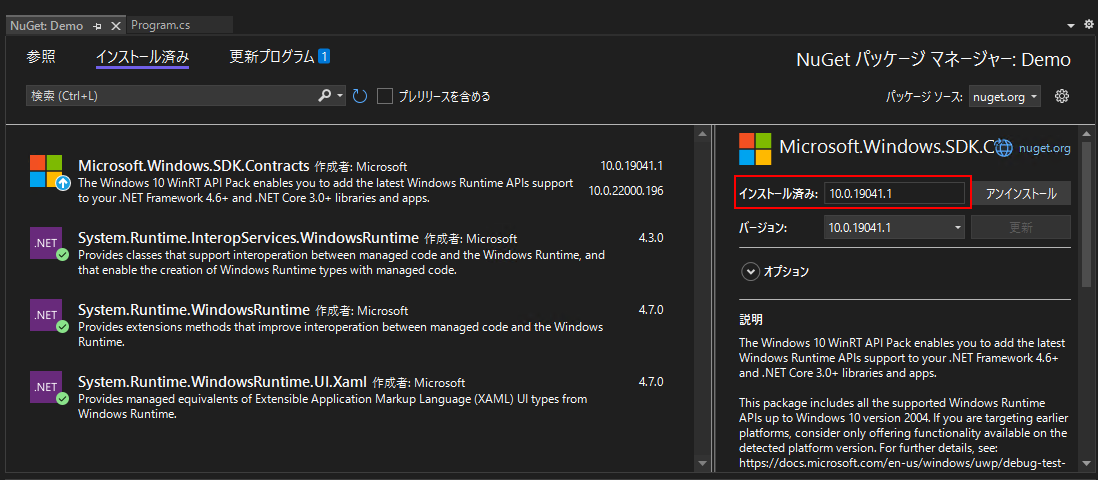 NuGet: Demo
Program.cs
参照
インストール済み
更新プログラム 1
NuGet パッケージ マネージャー: Demo
検索 (Ctrl+L)
プレリリースを含める
パッケージ ソース: nuget.org
Microsoft.Windows.SDK.Contracts 作成者: Microsoft
10.0.19041.1
The Windows 10 WinRT API Pack enables you to add the latest Windows Runtime APIs support
10.0.22000.196
to your .NET Framework 4.6+ and .NET Core 3.0+ libraries and apps.
.NET
System.Runtime.InteropServices.WindowsRuntime 作成者: Microsoft
4.3.0
Provides classes that support interoperation between managed code and the Windows Runtime, and
that enable the creation of Windows Runtime types with managed code.
.NET
System.Runtime.WindowsRuntime 作成者: Microsoft
4.7.0
Provides extensions methods that improve interoperation between managed code and the Windows
Runtime.
.NET
System.Runtime.WindowsRuntime.UI.Xaml 作成者: Microsoft
4.7.0
Provides managed equivalents of Extensible Application Markup Language (XAML) UI types from
Windows Runtime.
Microsoft.Windows.SDK.C
nuget.org
インストール済み: 10.0.19041.1
アンインストール
バージョン: 10.0.19041.1
更新
オプション
説明
The Windows 10 WinRT API Pack enables you to add the latest
Windows Runtime APIs support to your .NET Framework 4.6+
and .NET Core 3.0+ libraries and apps.
This package includes all the supported Windows Runtime
APIs up to Windows 10 version 2004. If you are targeting earlier
platforms, consider only offering functionality available on the
detected platform version. For further details, see:
https://docs.microsoft.com/en-us/windows/uwp/debug-test-